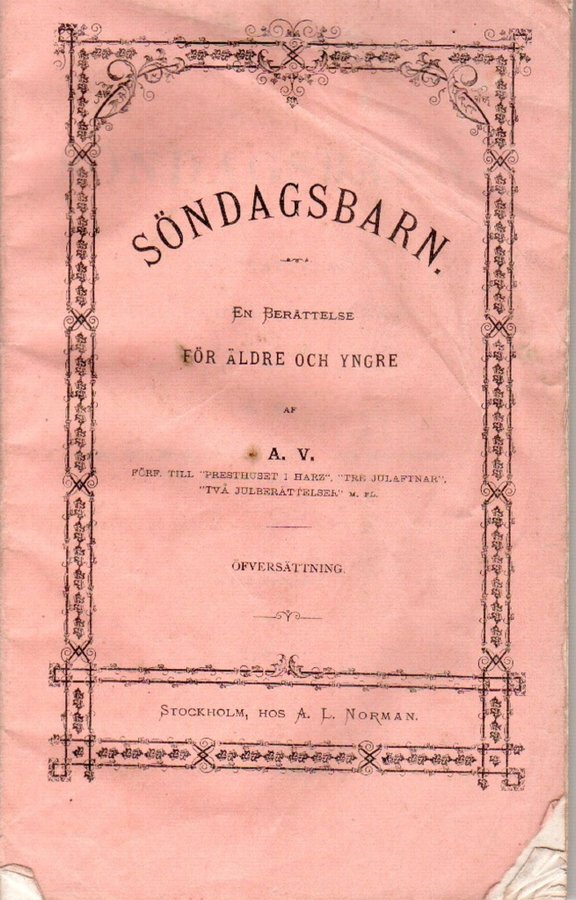 SÖNDAGSBARN.
EN BERÄTTELSE
FÖR ÄLDRE OCH YNGRE
AF
A. V.
FÖRF. TILL "PRESTHUSET I HARZ", "TRE JULAFTNAR",
"TVÅ JULBERÄTTELSER" M. FL.
ÖFVERSÄTTNING.
STOCKHOLM, HOS A. L. NORMAN.